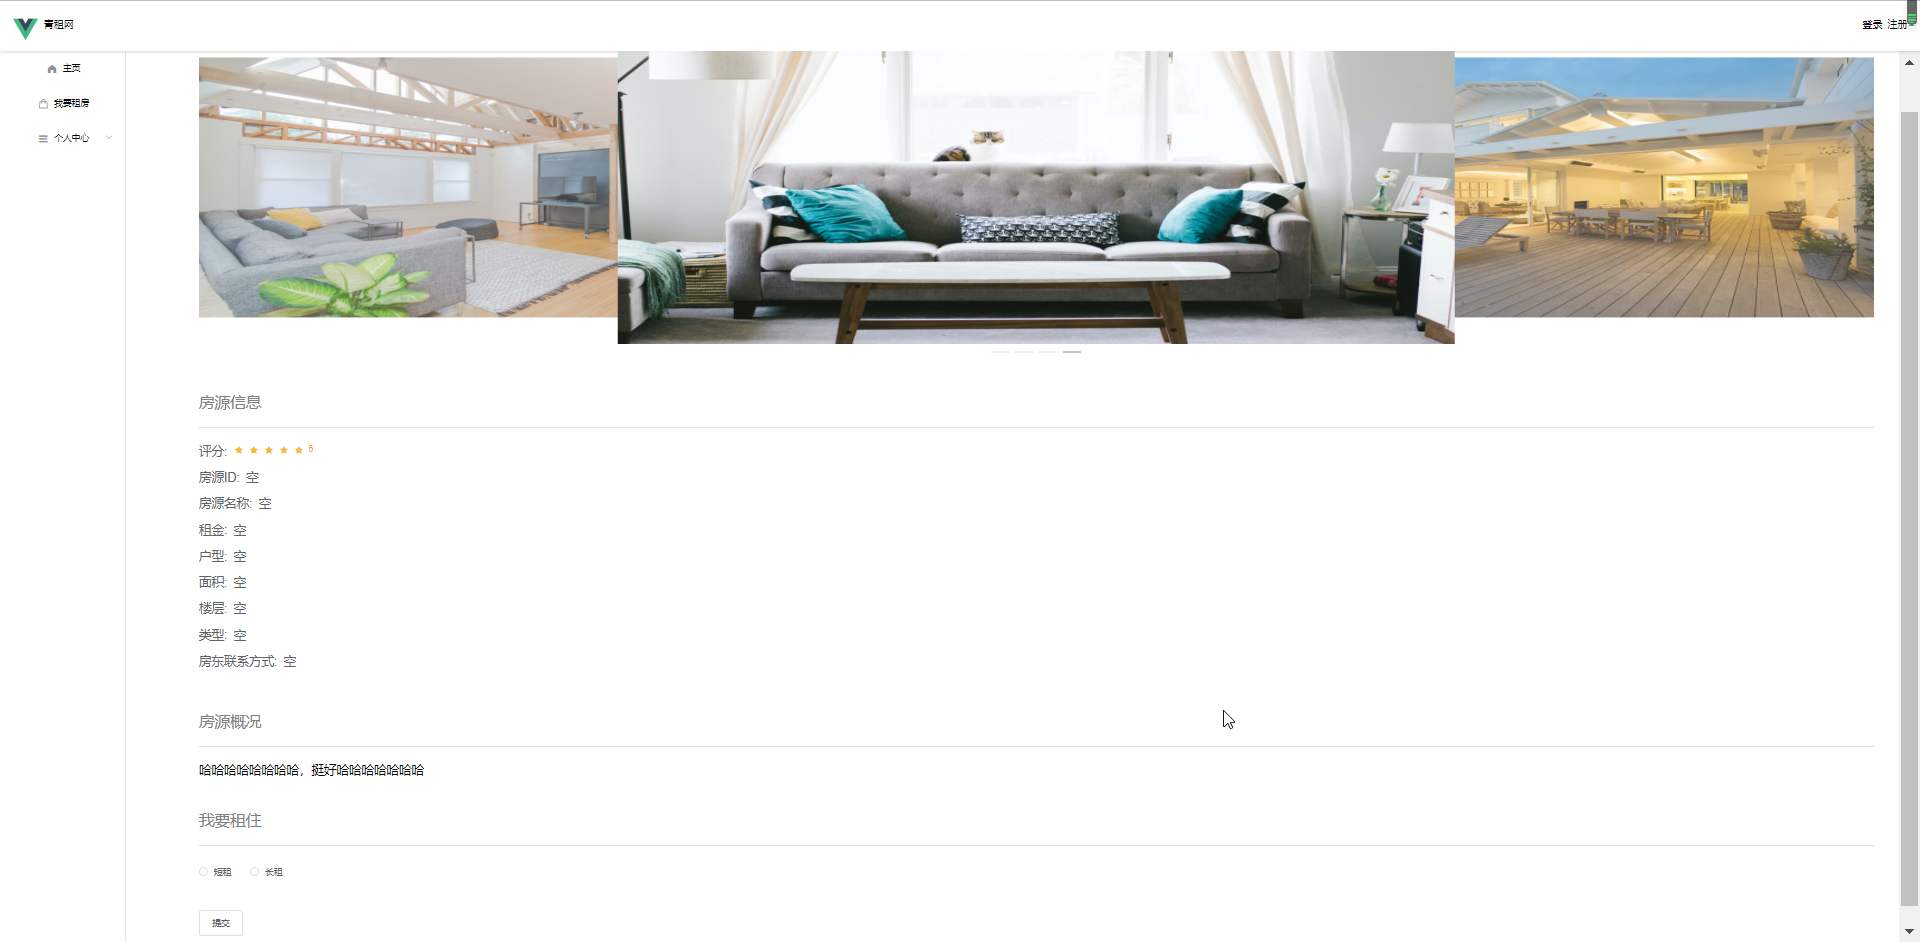 青租网
登录 注册
主页
我要租房
个人中心
房源信息
评分: 5
房源ID: 空
房源名称: 空
租金: 空
户型: 空
面积: 空
楼层: 空
类型: 空
房东联系方式: 空
房源概况
哈哈哈哈哈哈哈哈，挺好哈哈哈哈哈哈哈
我要租住
短租 长租
提交